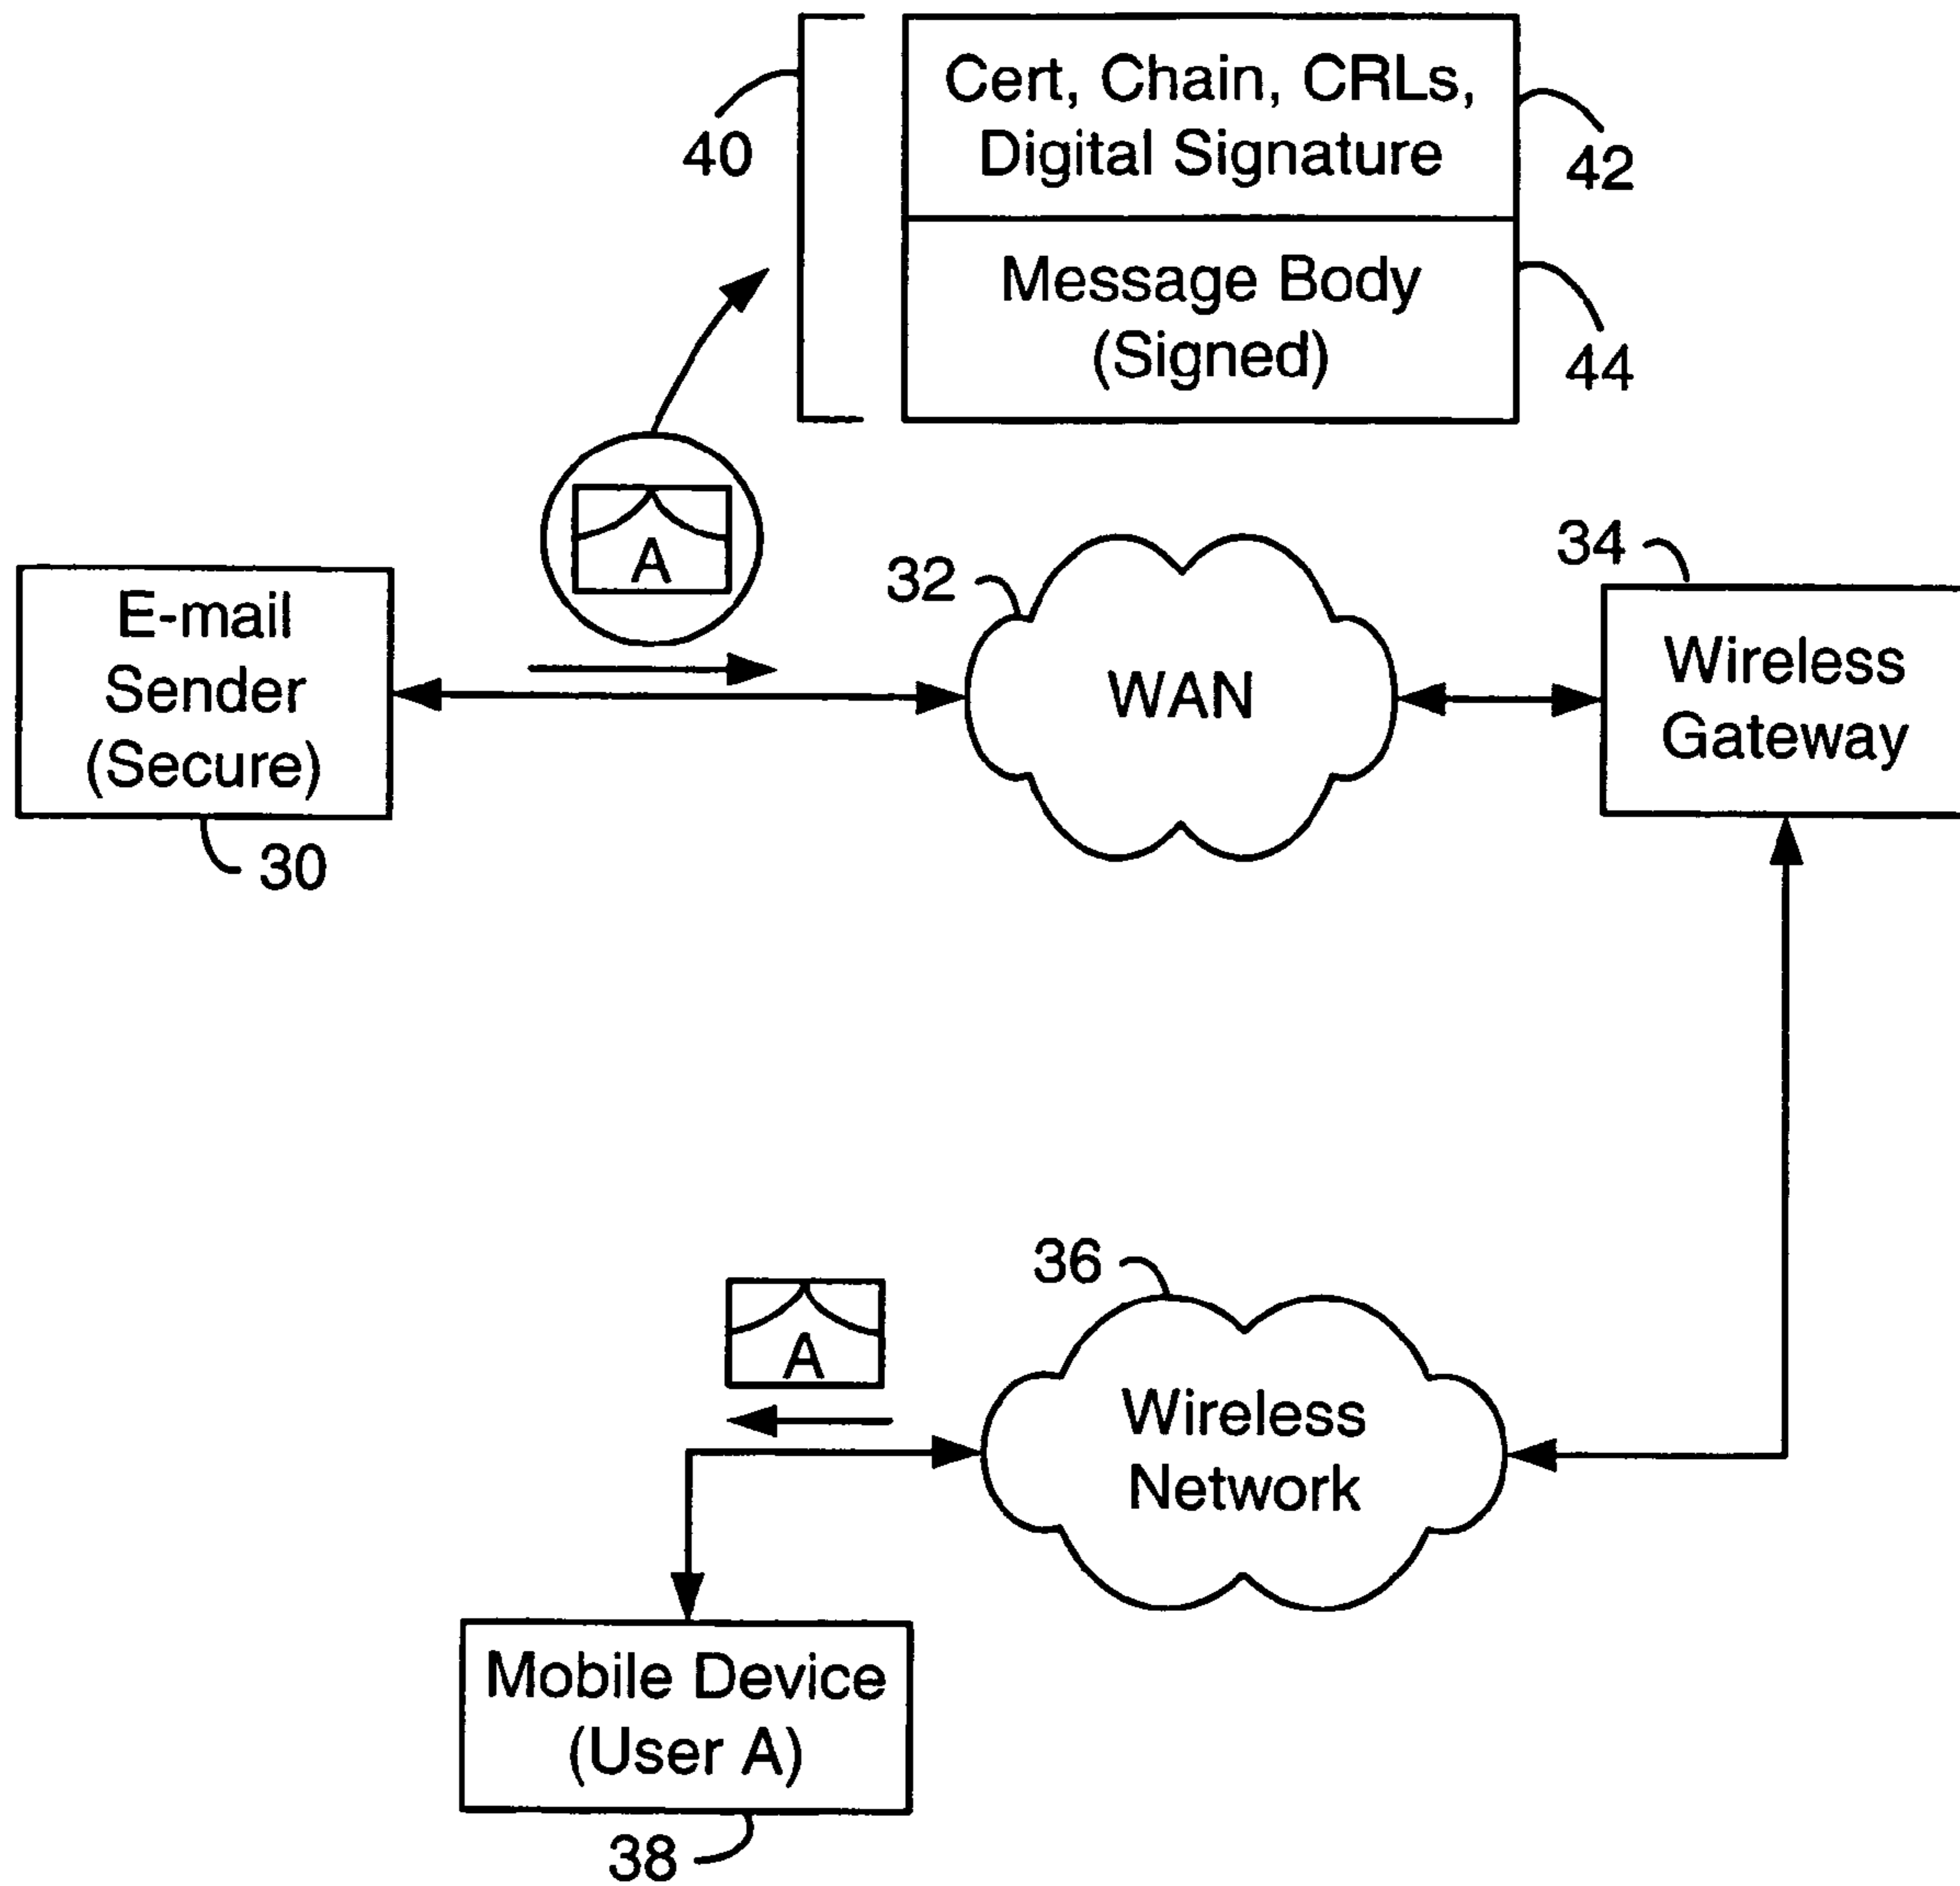 Cert, Chain, CRLs,
Digital Signature
40
42
Message Body
(Signed)
44
A
E-mail
Sender
(Secure)
30
32
WAN
34
Wireless
Gateway
36
A
Wireless
Network
Mobile Device
(User A)
38